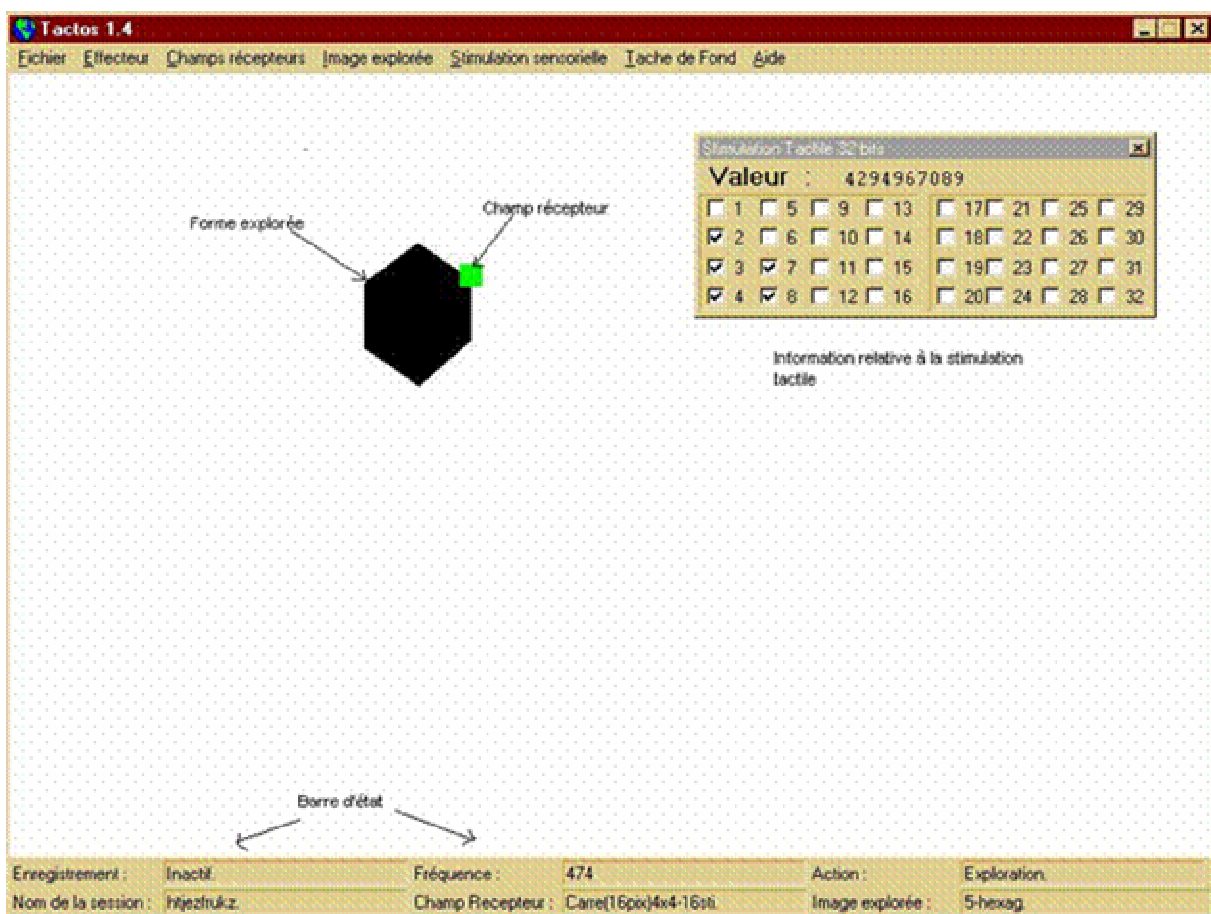 Tactos 1.4
Fichier Effecteur Champs récepteurs Image explorée Stimulation sensorielle Tache de Fond Aide
Stimulation Tactile 32 bits
Valeur : 4294967089
1 5 9 13 17 21 25 29
2 6 10 14 18 22 26 30
3 7 11 15 19 23 27 31
4 8 12 16 20 24 28 32
Champ récepteur
Forme explorée
Information relative à la stimulation
tactile
Barre d'état
Enregistrement : Inactif. Fréquence : 474 Action : Exploration.
Nom de la session : htjezfrukz. Champ Recepteur : Carre(16pix)4x4-16sti. Image explorée : 5-hexag.